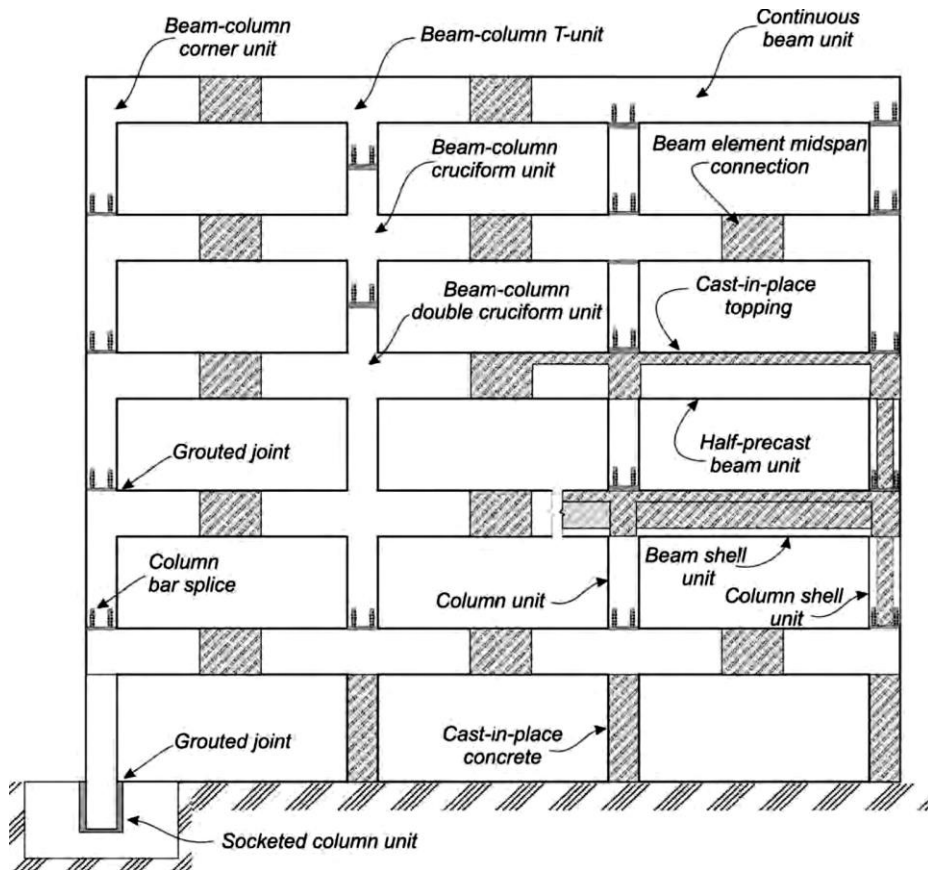 Beam-column
corner unit
Beam-column T-unit
Continuous
beam unit
Beam-column
cruciform unit
Beam element midspan
connection
Beam-column
double cruciform unit
Cast-in-place
topping
Grouted joint
Half-precast
beam unit
Column
bar splice
Column unit
Beam shell
unit
Column shell
unit
Grouted joint
Cast-in-place
concrete
Socketed column unit